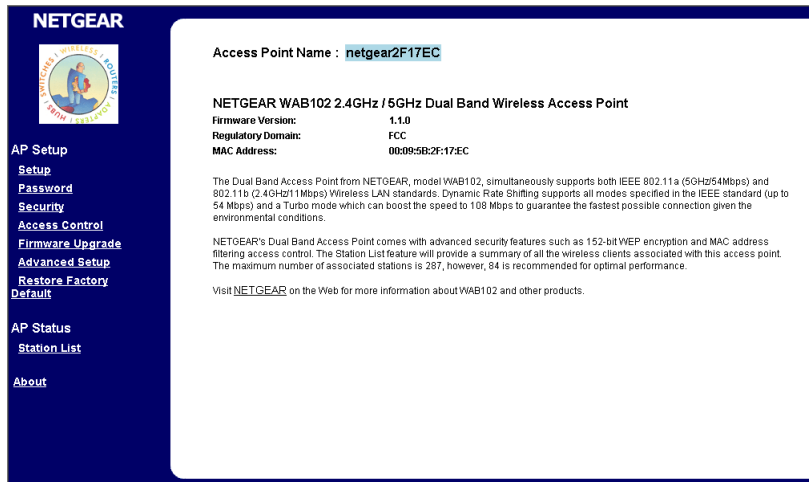 NETGEAR
SWITCHES / WIRELESS / ROUTERS / ADAPTERS / HUBS /
AP Setup
Setup
Password
Security
Access Control
Firmware Upgrade
Advanced Setup
Restore Factory
Default
AP Status
Station List
About
Access Point Name : netgear2F17EC
NETGEAR WAB102 2.4GHz / 5GHz Dual Band Wireless Access Point
Firmware Version: 1.1.0
Regulatory Domain: FCC
MAC Address: 00:09:5B:2F:17:EC
The Dual Band Access Point from NETGEAR, model WAB102, simultaneously supports both IEEE 802.11a (5GHz/54Mbps) and
802.11b (2.4GHz/11Mbps) Wireless LAN standards. Dynamic Rate Shifting supports all modes specified in the IEEE standard (up to
54 Mbps) and a Turbo mode which can boost the speed to 108 Mbps to guarantee the fastest possible connection given the
environmental conditions.
NETGEAR's Dual Band Access Point comes with advanced security features such as 152-bit WEP encryption and MAC address
filtering access control. The Station List feature will provide a summary of all the wireless clients associated with this access point.
The maximum number of associated stations is 287, however, 84 is recommended for optimal performance.
Visit NETGEAR on the Web for more information about WAB102 and other products.